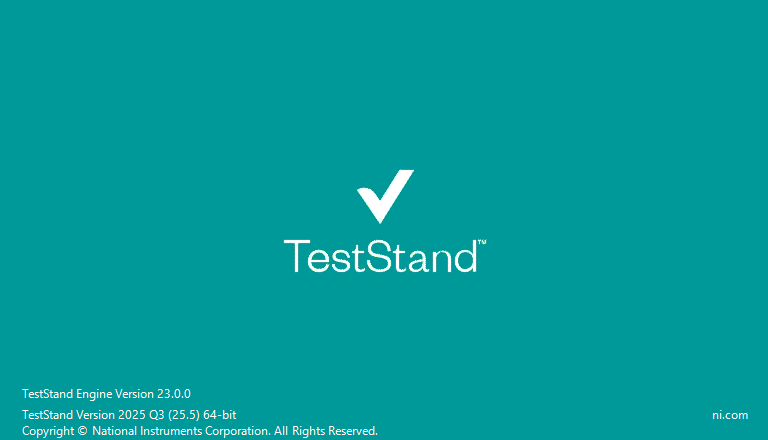 TestStand™
TestStand Engine Version 23.0.0
TestStand Version 2025 Q3 (25.5) 64-bit
ni.com
Copyright © National Instruments Corporation. All Rights Reserved.